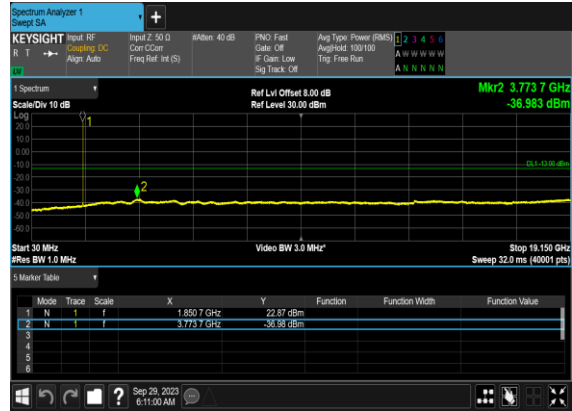 Spectrum Analyzer 1
Swept SA
+
KEYSIGHT Input: RF Input Z: 50 Ω #Atten: 40 dB PNO: Fast Avg Type: Power (RMS) 1 2 3 4 5 6
R T Coupling: DC Corr CCorr Gate: Off Avg|Hold: 100/100 A W W W W W
Align: Auto Freq Ref: Int (S) IF Gain: Low Trig: Free Run
Sig Track: Off A N N N N N
1 Spectrum Ref Lvl Offset 8.00 dB Mkr2 3.773 7 GHz
Scale/Div 10 dB Ref Level 30.00 dBm -36.983 dBm
Log
1
20.0
10.0
0.00
-10.0 DL1 -13.00 dBm
-20.0
-30.0 2
-40.0
-50.0
-60.0
Start 30 MHz Video BW 3.0 MHz* Stop 19.150 GHz
#Res BW 1.0 MHz Sweep 32.0 ms (40001 pts)
5 Marker Table
Mode Trace Scale X Y Function Function Width Function Value
1 N 1 f 1.850 7 GHz 22.87 dBm
2 N 1 f 3.773 7 GHz -36.98 dBm
3
4
5
6
? Sep 29, 2023
6:11:00 AM